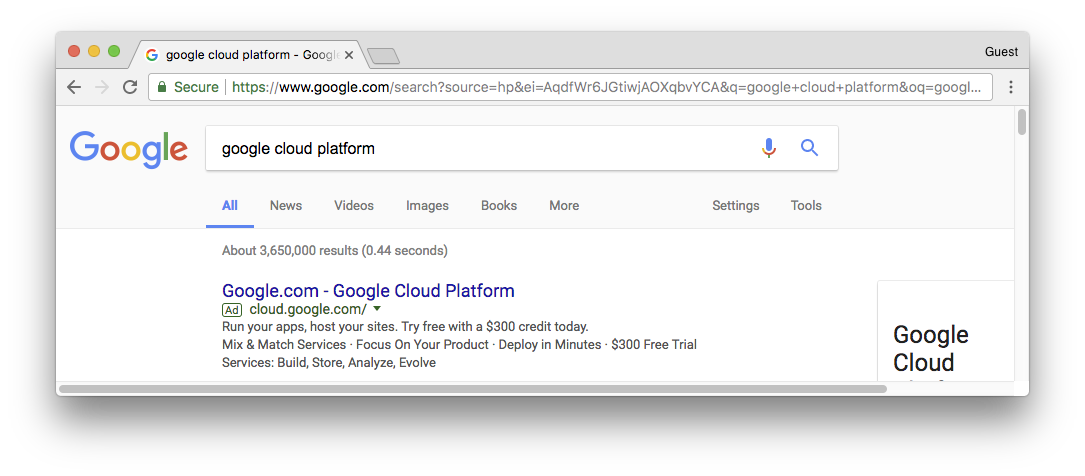 google cloud platform - Googl
Guest
Secure https://www.google.com/search?source=hp&ei=AqdfWr6JGtiwjAOXqbvYCA&q=google+cloud+platform&oq=googl...
Google
google cloud platform
All News Videos Images Books More Settings Tools
About 3,650,000 results (0.44 seconds)
Google.com - Google Cloud Platform
Ad cloud.google.com/
Run your apps, host your sites. Try free with a $300 credit today.
Mix & Match Services · Focus On Your Product · Deploy in Minutes · $300 Free Trial
Services: Build, Store, Analyze, Evolve
Google
Cloud